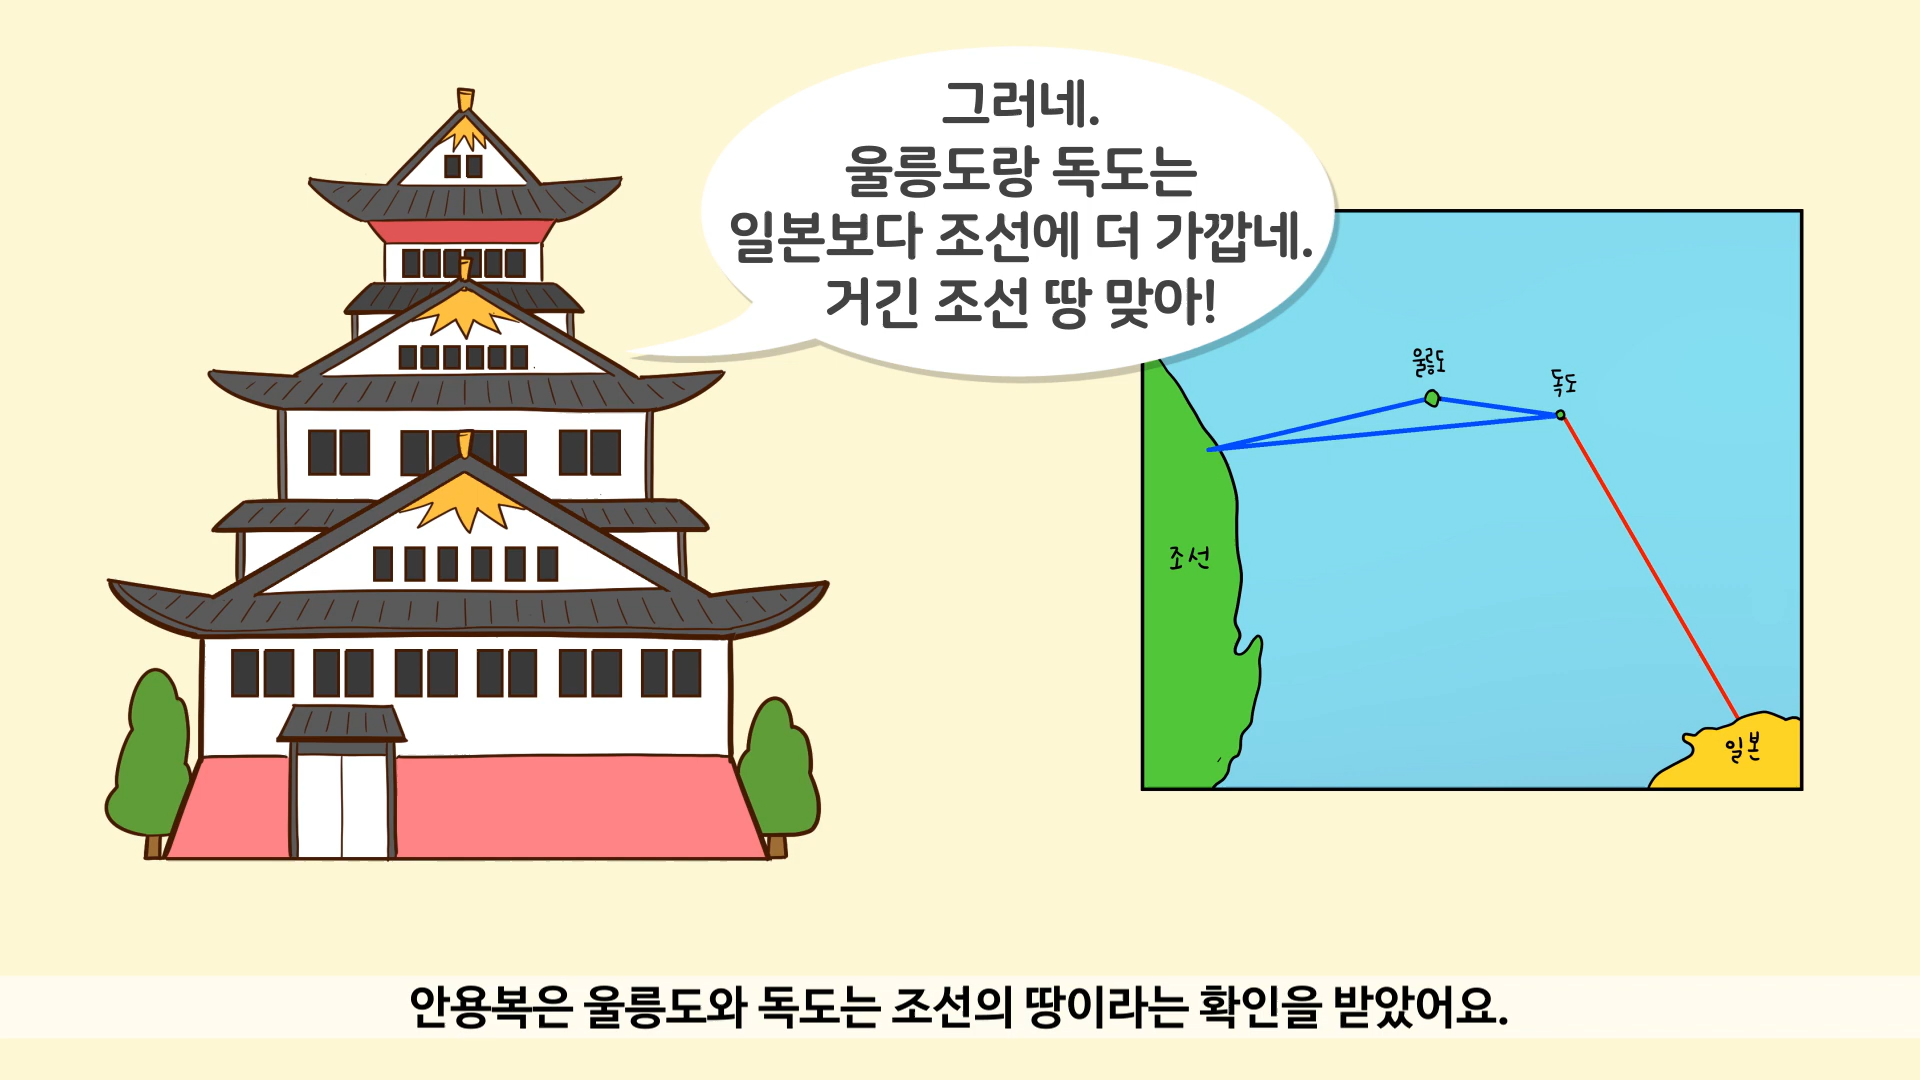 그러네.
울릉도랑 독도는
일본보다 조선에 더 가깝네.
거긴 조선 땅 맞아!
울릉도
독도
조선
일본
안용복은 울릉도와 독도는 조선의 땅이라는 확인을 받았어요.